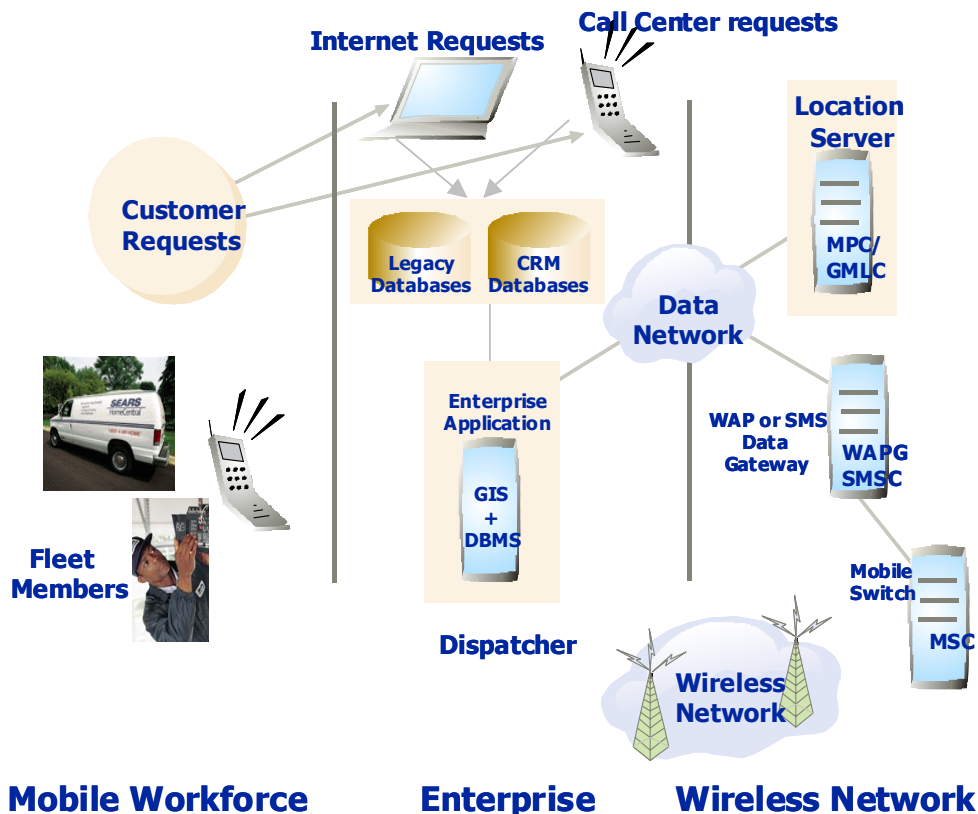 Call Center requests
Internet Requests
Location
Server
MPC/
GMLC
Customer
Requests
Legacy
Databases
CRM
Databases
Data
Network
SEARS
HomeCentral
Enterprise
Application
GIS
+
DBMS
WAP or SMS
Data
Gateway
WAPG
SMSC
Fleet
Members
Mobile
Switch
MSC
Dispatcher
Wireless
Network
Mobile Workforce
Enterprise
Wireless Network